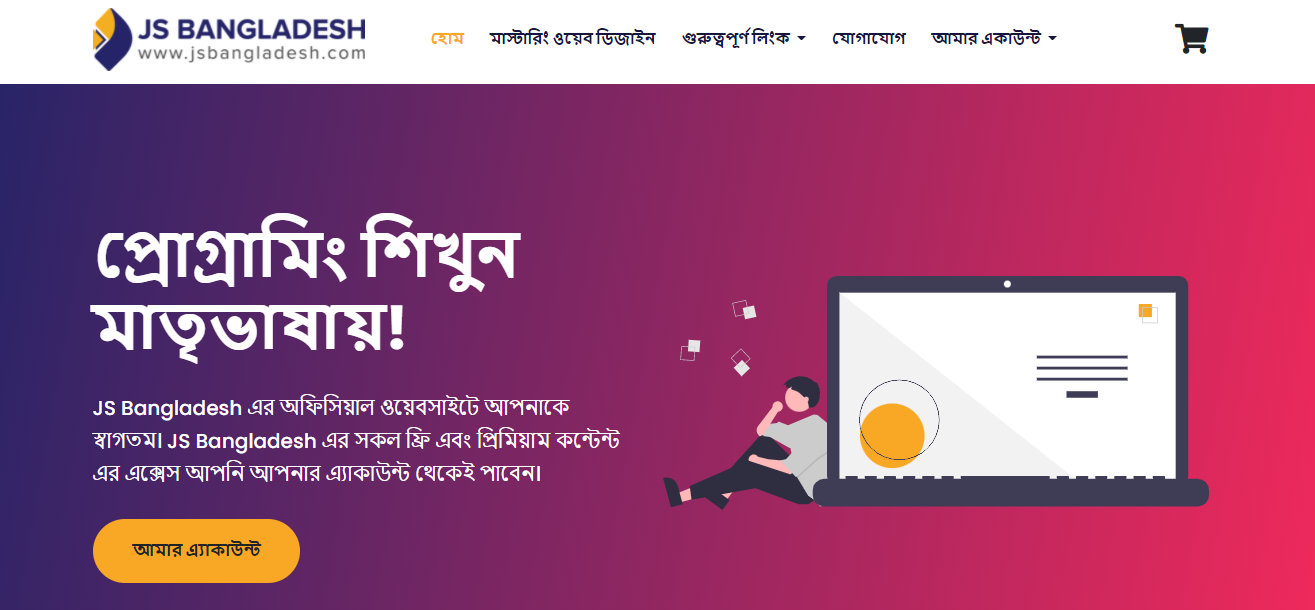 JS BANGLADESH
www.jsbangladesh.com
হোম
মাস্টারিং ওয়েব ডিজাইন
গুরুত্বপূর্ণ লিংক
যোগাযোগ
আমার একাউন্ট
প্রোগ্রামিং শিখুন
মাতৃভাষায়!
JS Bangladesh এর অফিসিয়াল ওয়েবসাইটে আপনাকে
স্বাগতম। JS Bangladesh এর সকল ফ্রি এবং প্রিমিয়াম কন্টেন্ট
এর এক্সেস আপনি আপনার এ্যাকাউন্ট থেকেই পাবেন।
আমার এ্যাকাউন্ট